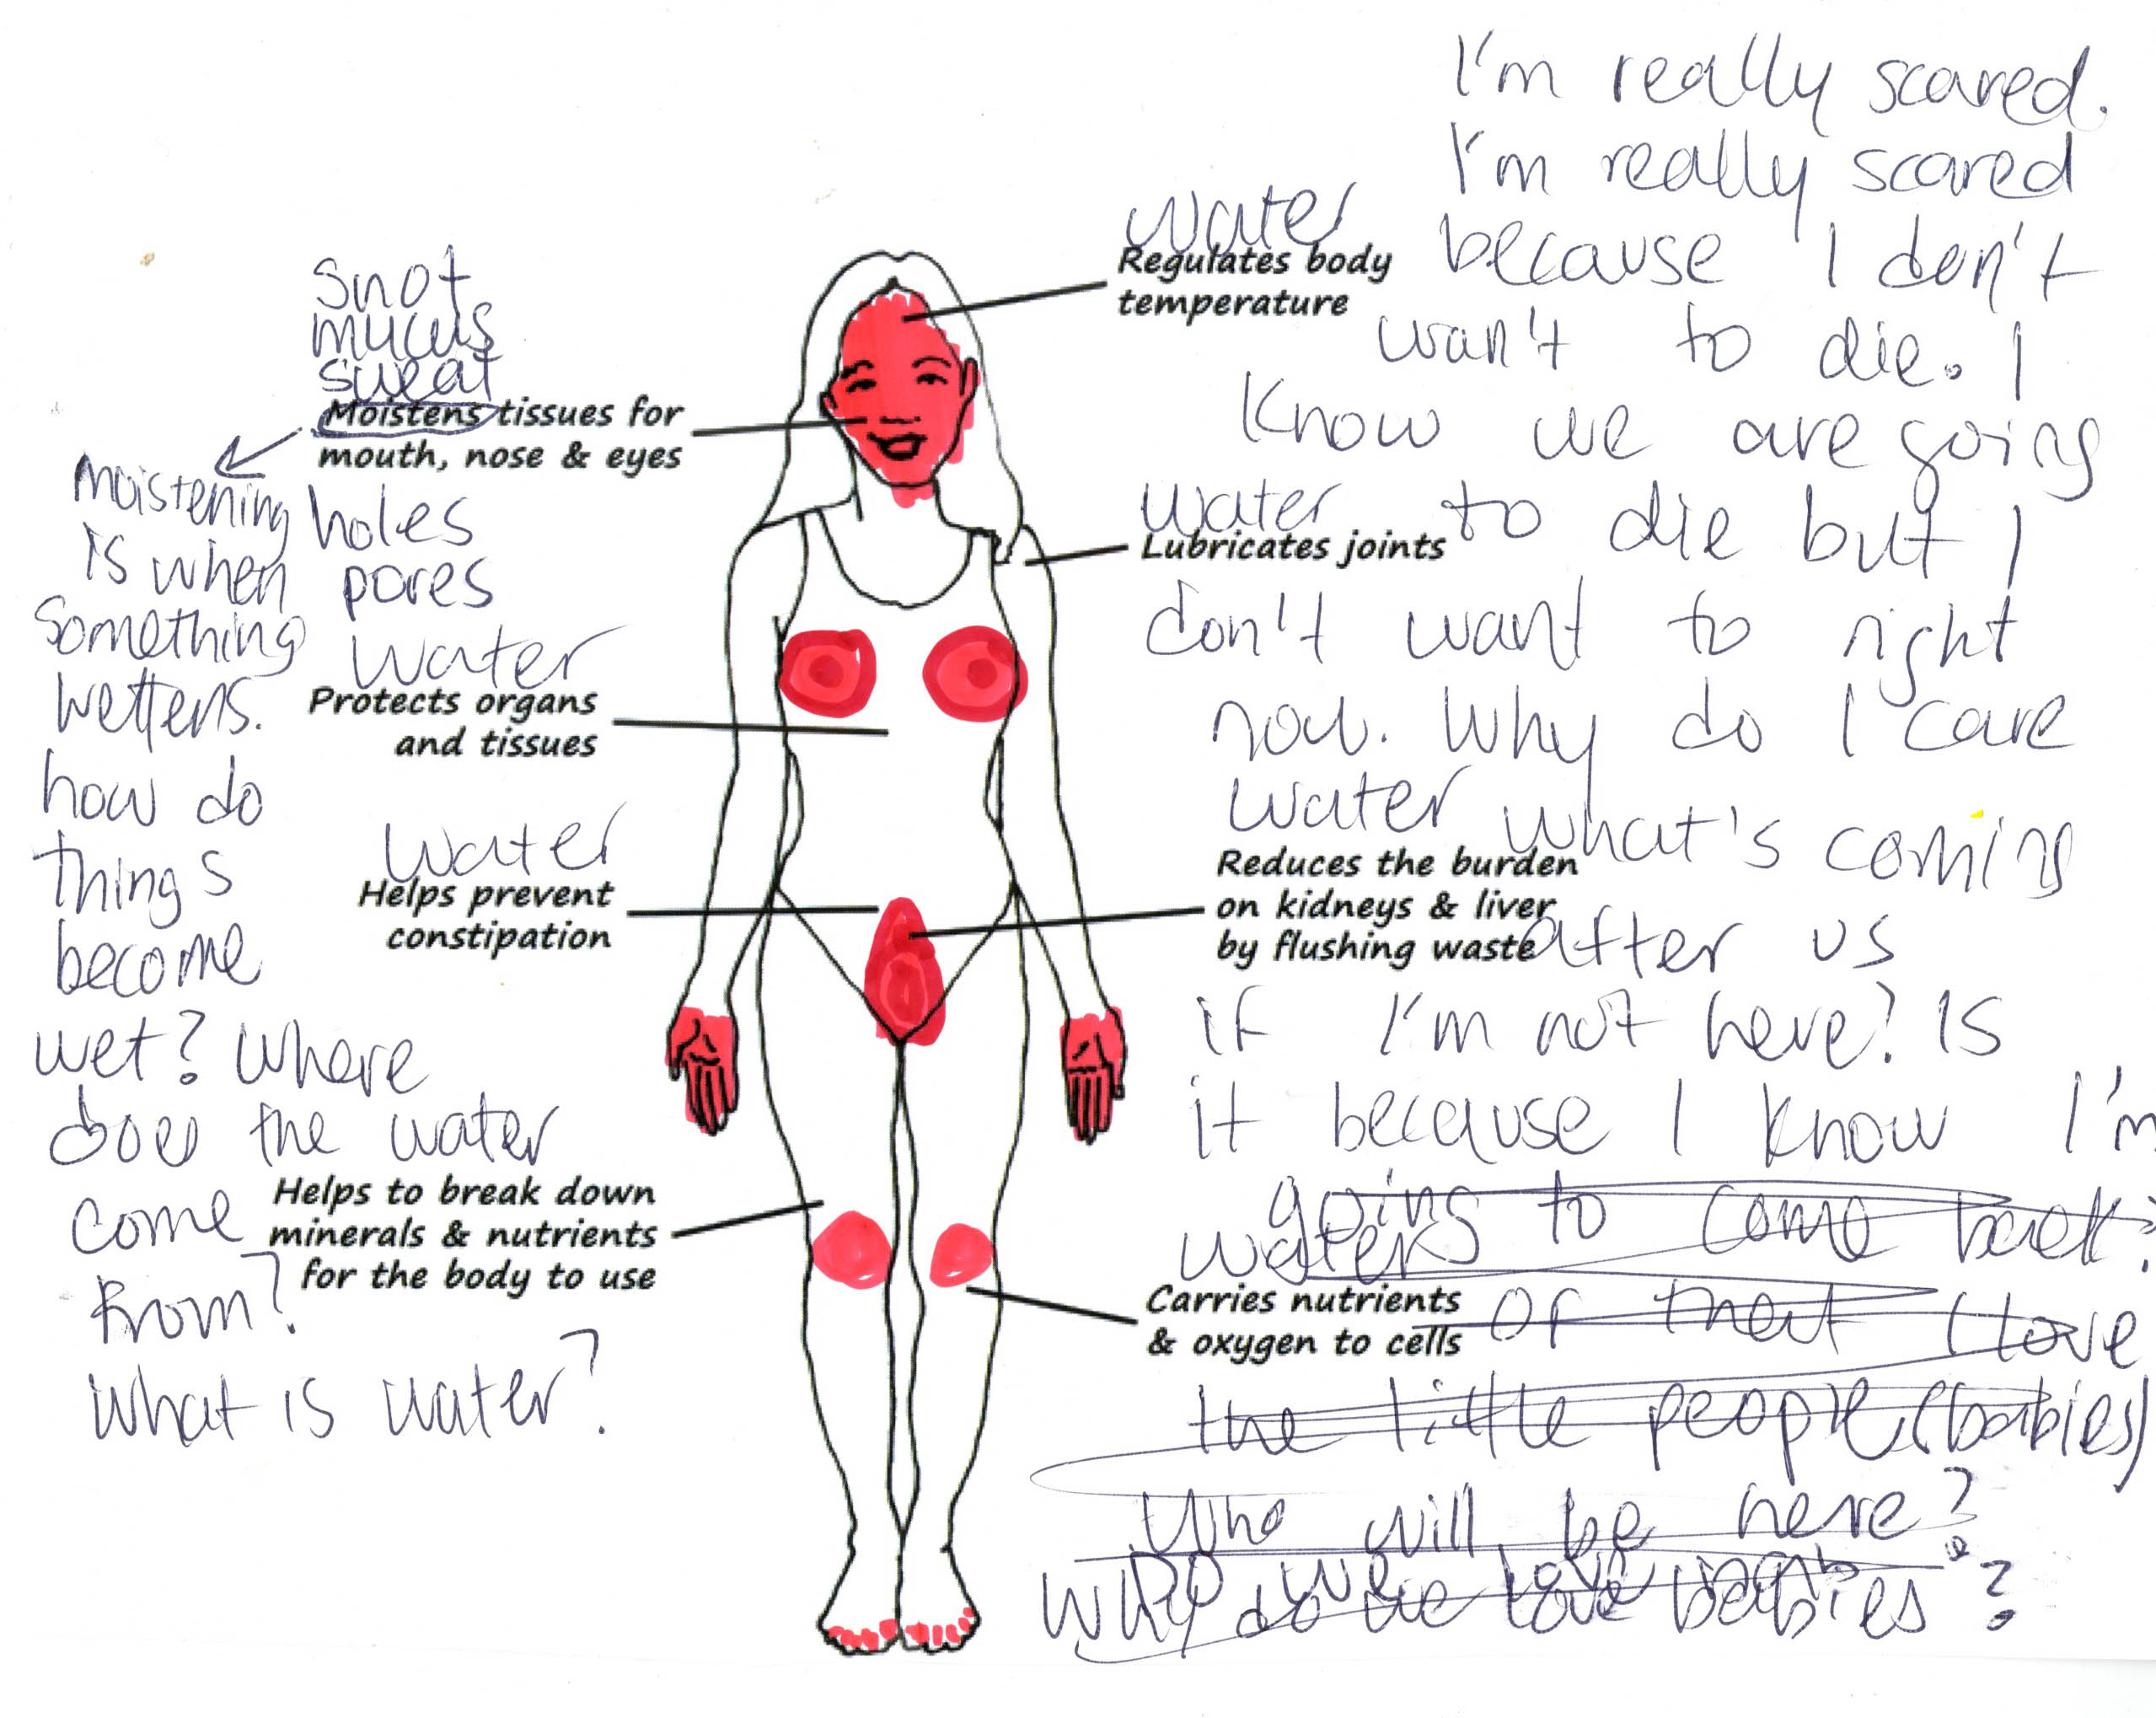 snot
mucus
sweat
Moistens tissues for
mouth, nose & eyes
holes
pores
moistening
is when
something
wettens.
how do
things
become
wet? Where
does the water
come
from?
What is water?
water
Protects organs
and tissues
water
Helps prevent
constipation
Helps to break down
minerals & nutrients
for the body to use
water
Regulates body
temperature
water
Lubricates joints
water
Reduces the burden
on kidneys & liver
by flushing waste
water
Carries nutrients
& oxygen to cells
I'm really scared.
I'm really scared
because I don't
wan't to die. I
know we are going
to die but I
don't want to right
now. Why do I care
what's coming
after us
if I'm not here? Is
it because I know I'm
going to come back?
or that I love
the little people (babies)
who will be here?
Why do we love babies?